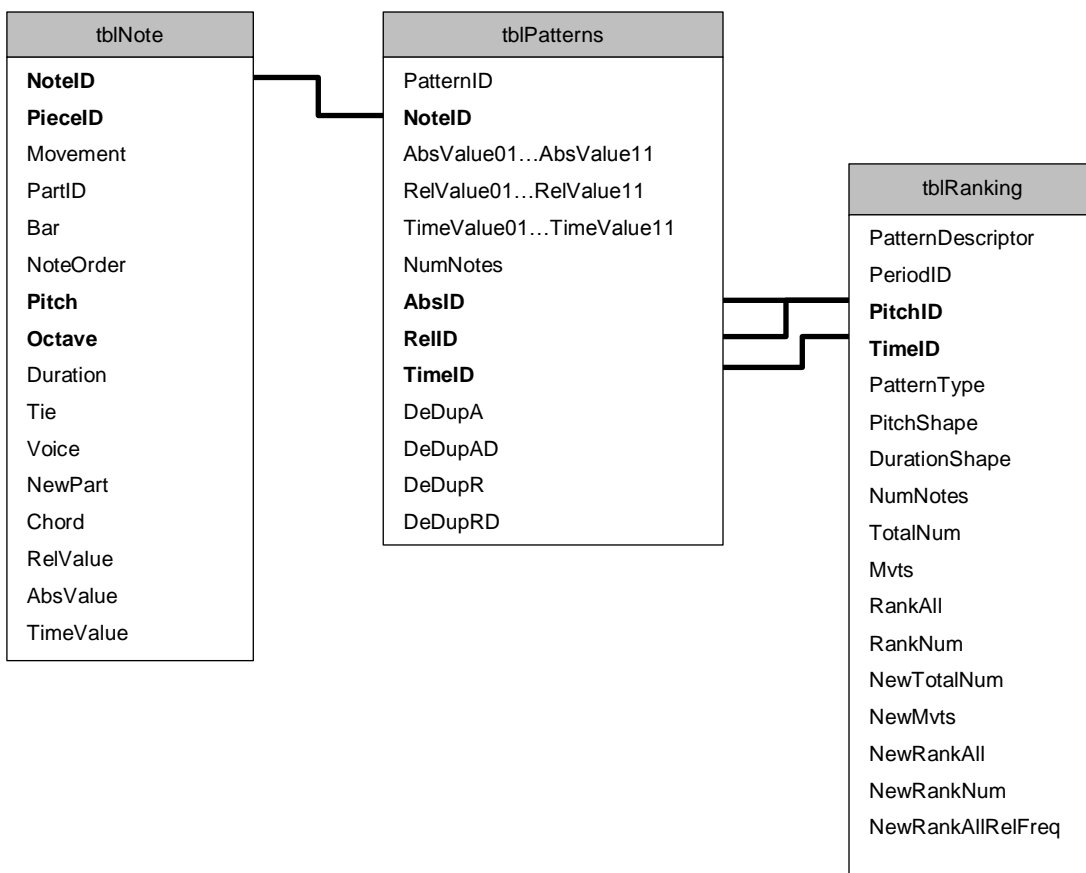 tblNote
NoteID
PieceID
Movement
PartID
Bar
NoteOrder
Pitch
Octave
Duration
Tie
Voice
NewPart
Chord
RelValue
AbsValue
TimeValue
tblPatterns
PatternID
NoteID
AbsValue01…AbsValue11
RelValue01…RelValue11
TimeValue01…TimeValue11
NumNotes
AbsID
RelID
TimeID
DeDupA
DeDupAD
DeDupR
DeDupRD
tblRanking
PatternDescriptor
PeriodID
PitchID
TimeID
PatternType
PitchShape
DurationShape
NumNotes
TotalNum
Mvts
RankAll
RankNum
NewTotalNum
NewMvts
NewRankAll
NewRankNum
NewRankAllRelFreq